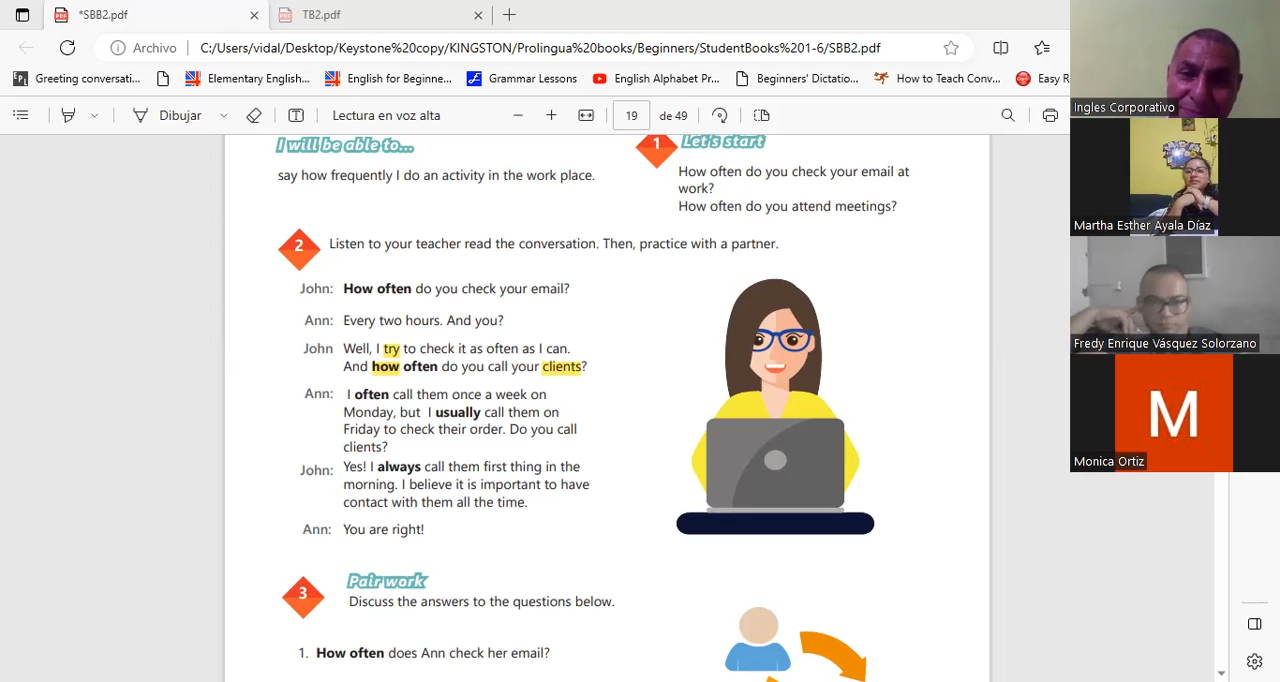 *SBB2.pdf
TB2.pdf
Archivo
C:/Users/vidal/Desktop/Keystone%20copy/KINGSTON/Prolingua%20books/Beginners/StudentBooks%201-6/SBB2.pdf
Greeting conversati...
Elementary English...
English for Beginne...
Grammar Lessons
English Alphabet Pr...
Beginners' Dictatio...
How to Teach Conv...
Easy R
Dibujar
Lectura en voz alta
19
de 49
I will be able to...
say how frequently I do an activity in the work place.
1
Let's start
How often do you check your email at
work?
How often do you attend meetings?
2
Listen to your teacher read the conversation. Then, practice with a partner.
John: How often do you check your email?
Ann: Every two hours. And you?
John Well, I try to check it as often as I can.
And how often do you call your clients?
Ann: I often call them once a week on
Monday, but I usually call them on
Friday to check their order. Do you call
clients?
John: Yes! I always call them first thing in the
morning. I believe it is important to have
contact with them all the time.
Ann: You are right!
3
Pair work
Discuss the answers to the questions below.
1. How often does Ann check her email?
Ingles Corporativo
Martha Esther Ayala Díaz
Fredy Enrique Vásquez Solorzano
M
Monica Ortiz